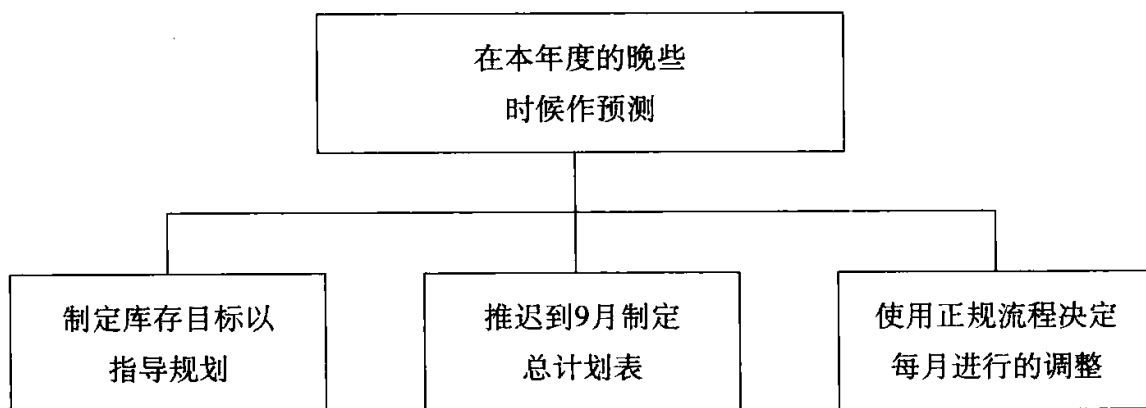 在本年度的晚些
时候作预测
制定库存目标以
指导规划
推迟到9月制定
总计划表
使用正规流程决定
每月进行的调整